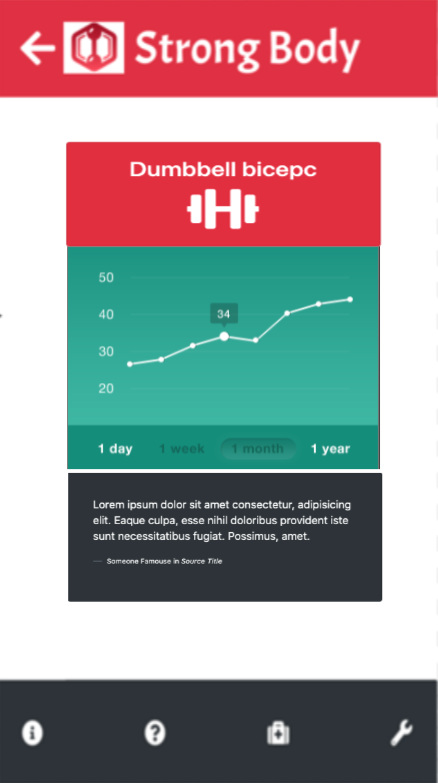 Strong Body
Dumbbell bicepc
50
40
34
30
20
1 day 1 week 1 month 1 year
Lorem ipsum dolor sit amet consectetur, adipisicing
elit. Eaque culpa, esse nihil doloribus provident iste
sunt necessitatibus fugiat. Possimus, amet.
— Someone Famouse in Source Title